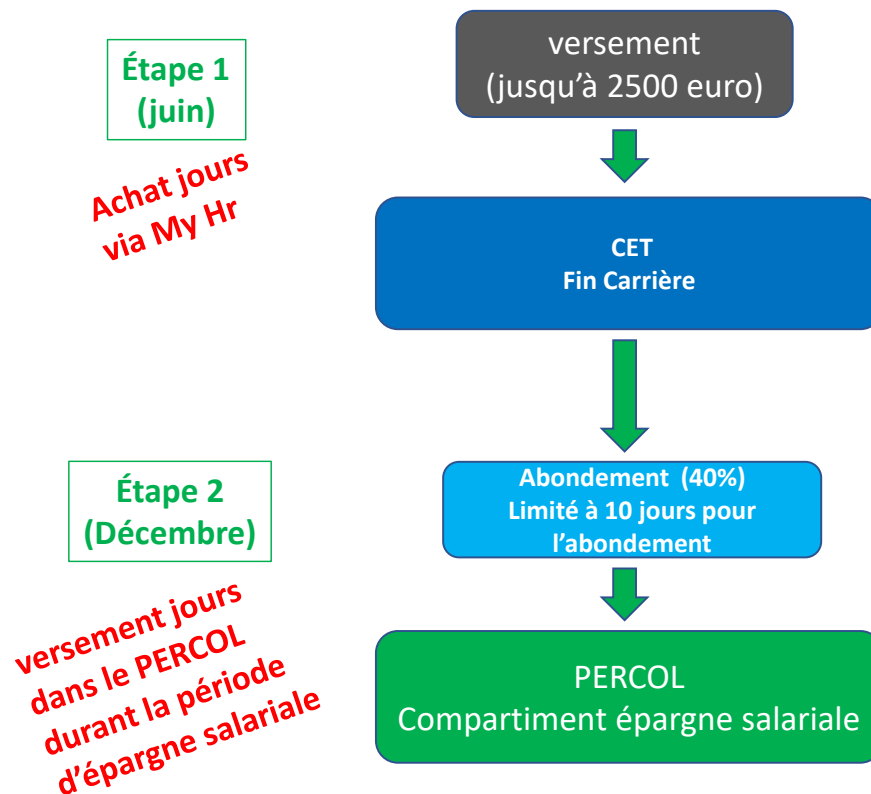 Étape 1
(juin)
versement
(jusqu’à 2500 euro)
Achat jours
via My Hr
CET
Fin Carrière
Étape 2
(Décembre)
Abondement (40%)
Limité à 10 jours pour
l’abondement
versement jours
dans le PERCOL
durant la période
d’épargne salariale
PERCOL
Compartiment épargne salariale